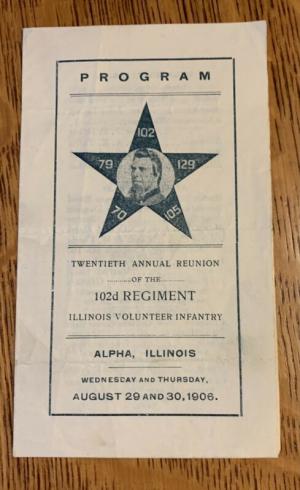 PROGRAM
102
79 129
70 105
TWENTIETH ANNUAL REUNION
OF THE
102d REGIMENT
ILLINOIS VOLUNTEER INFANTRY
ALPHA, ILLINOIS
WEDNESDAY AND THURSDAY,
AUGUST 29 AND 30, 1906.